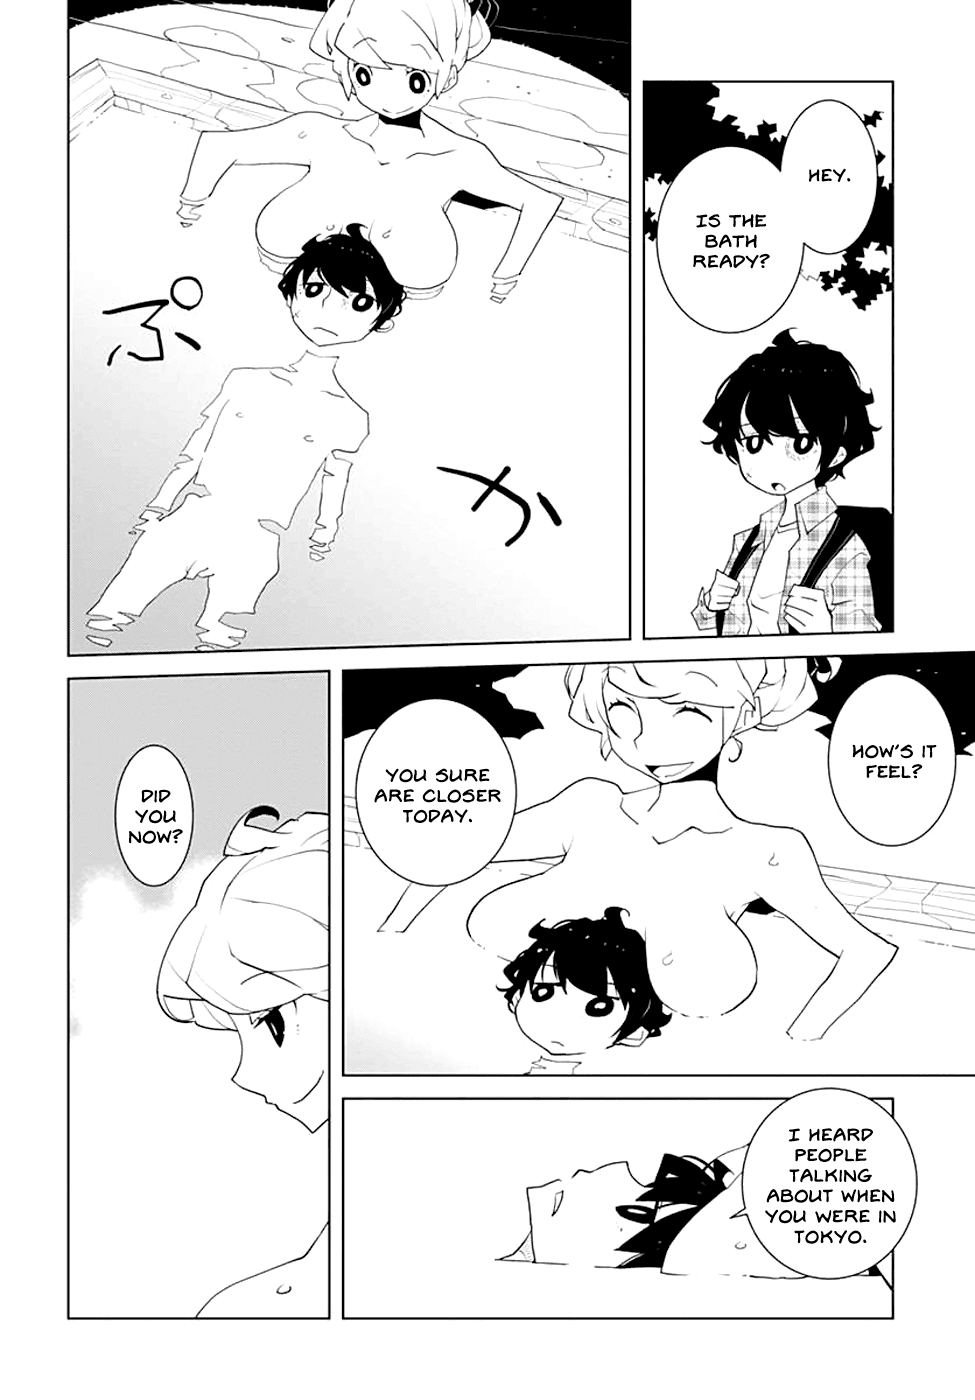 HEY.
IS THE
BATH
READY?
ぷ
か
HOW'S IT
FEEL?
YOU SURE
ARE CLOSER
TODAY.
DID
YOU
NOW?
I HEARD
PEOPLE
TALKING
ABOUT WHEN
YOU WERE IN
TOKYO.